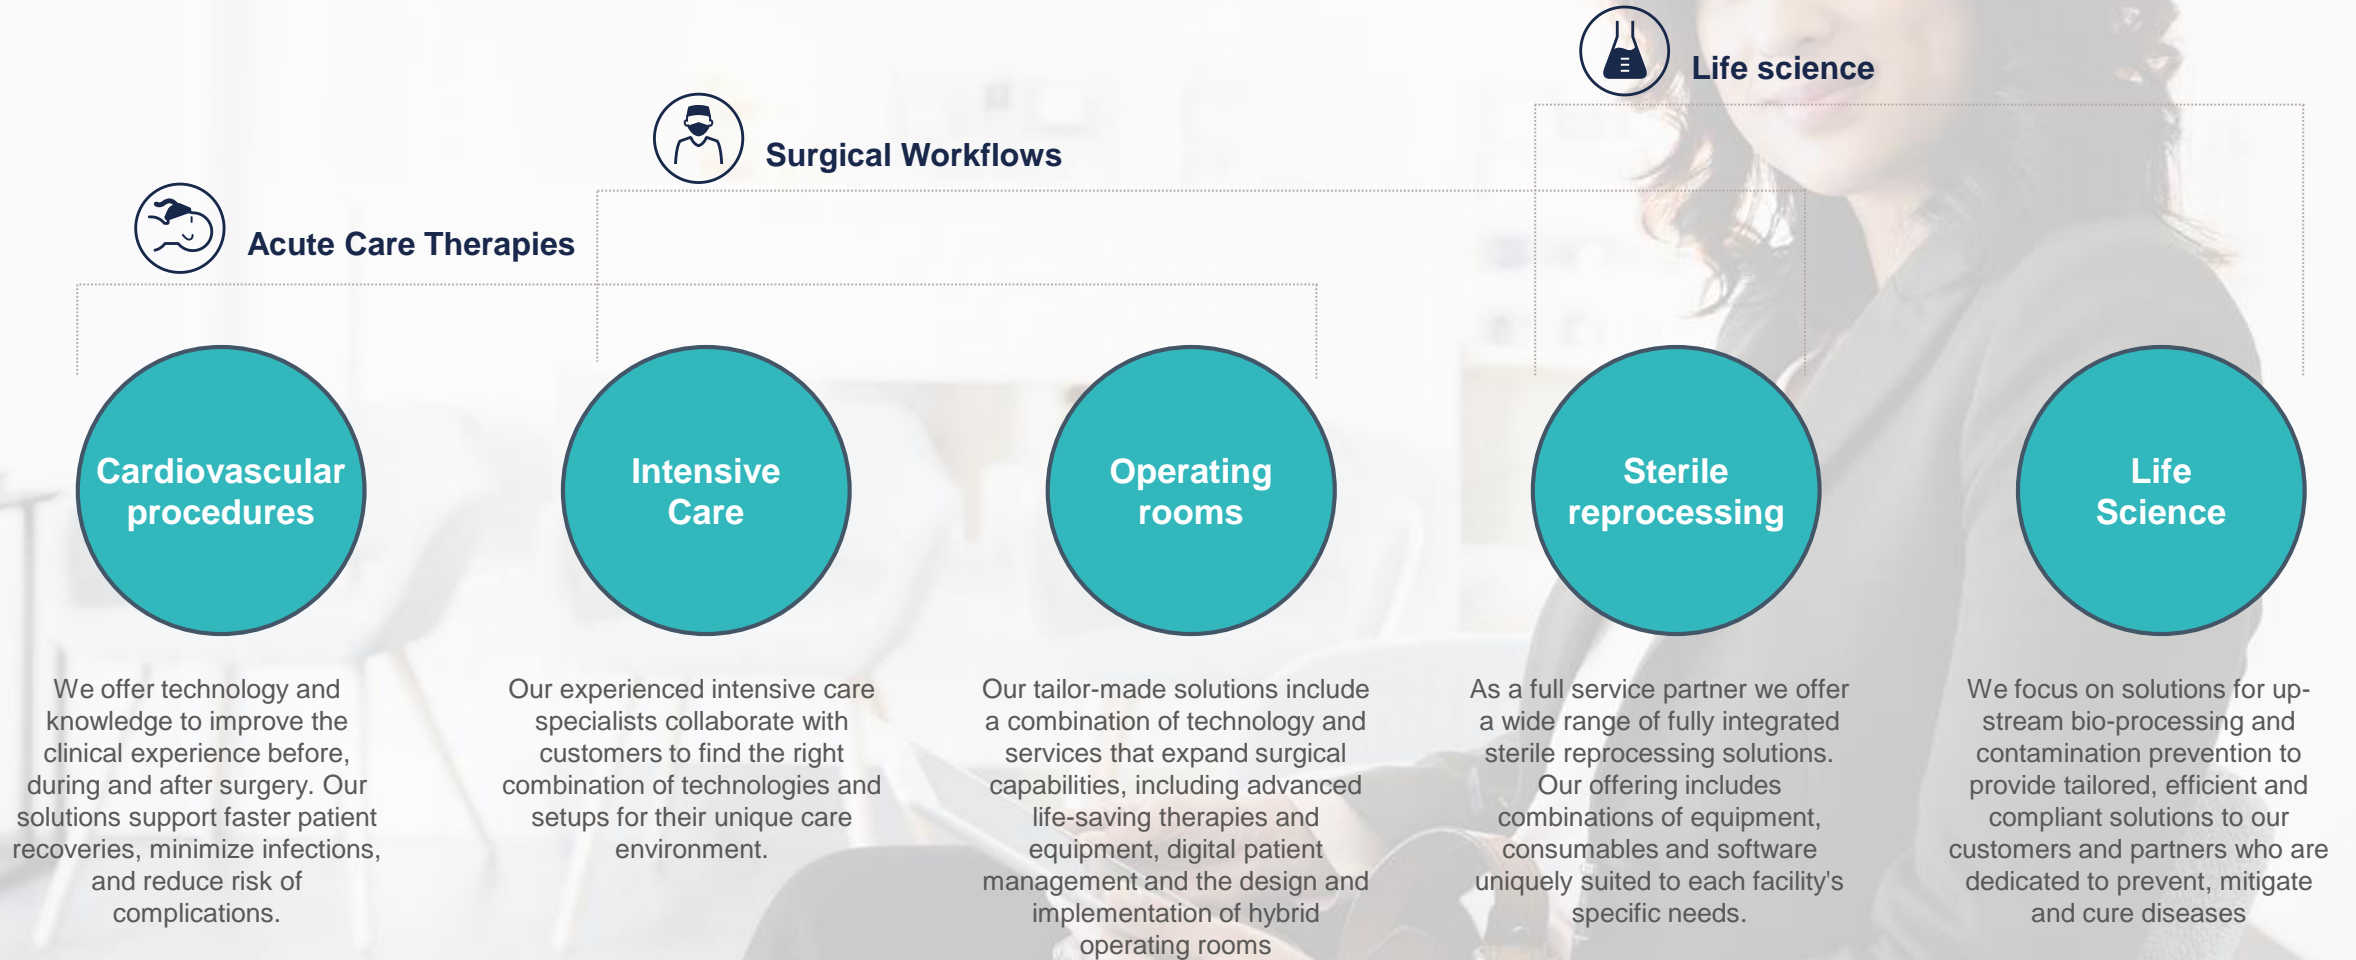 Life science
Surgical Workflows
Acute Care Therapies
Cardiovascular
procedures
Intensive
Care
Operating
rooms
Sterile
reprocessing
Life
Science
We offer technology and
knowledge to improve the
clinical experience before,
during and after surgery. Our
solutions support faster patient
recoveries, minimize infections,
and reduce risk of
complications.
Our experienced intensive care
specialists collaborate with
customers to find the right
combination of technologies and
setups for their unique care
environment.
Our tailor-made solutions include
a combination of technology and
services that expand surgical
capabilities, including advanced
life-saving therapies and
equipment, digital patient
management and the design and
implementation of hybrid
operating rooms
As a full service partner we offer
a wide range of fully integrated
sterile reprocessing solutions.
Our offering includes
combinations of equipment,
consumables and software
uniquely suited to each facility's
specific needs.
We focus on solutions for up-
stream bio-processing and
contamination prevention to
provide tailored, efficient and
compliant solutions to our
customers and partners who are
dedicated to prevent, mitigate
and cure diseases